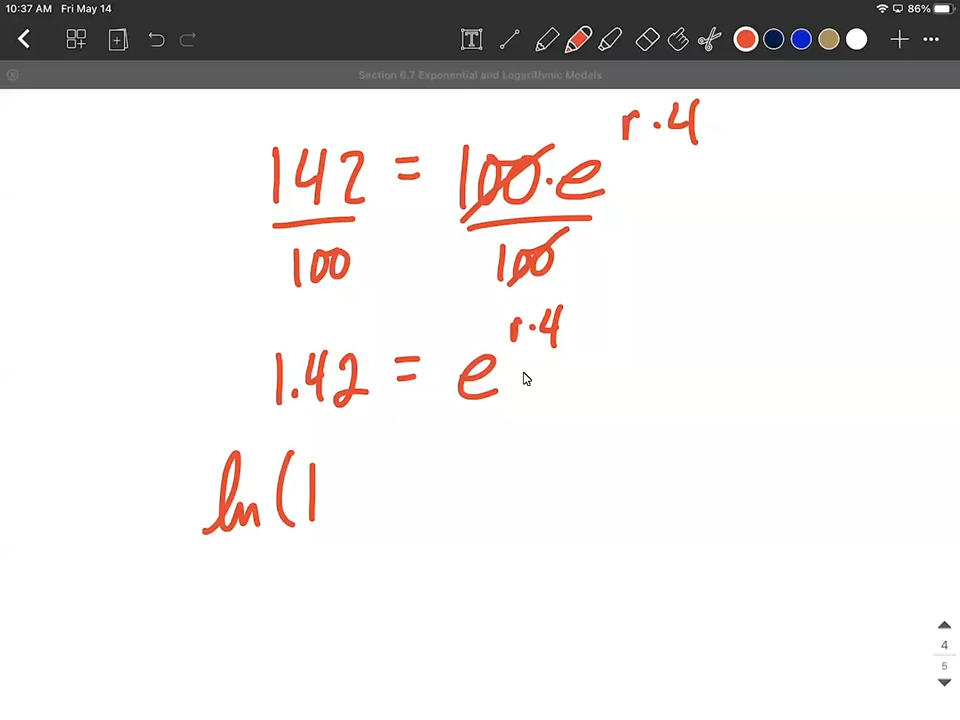 10:37 AM Fri May 14 86%
Section 6.7 Exponential and Logarithmic Models
142 = 100 · e^{r · 4}
100 100
1.42 = e^{r · 4}
ln (1
4
5